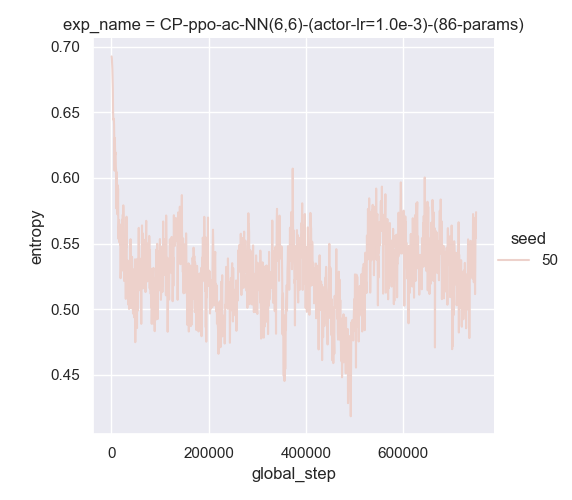 exp_name = CP-ppo-ac-NN(6,6)-(actor-lr=1.0e-3)-(86-params)
0.70
0.65
0.60
0.55
0.50
0.45
entropy
seed
50
0
200000
400000
600000
global_step